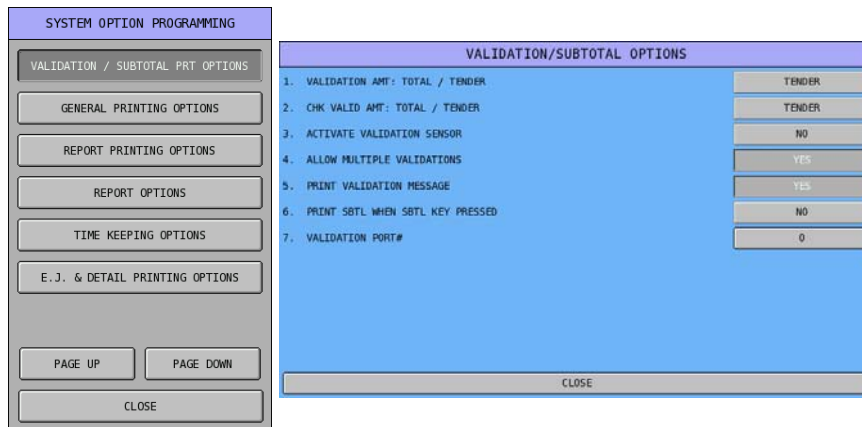 SYSTEM OPTION PROGRAMMING
VALIDATION / SUBTOTAL PRT OPTIONS
GENERAL PRINTING OPTIONS
REPORT PRINTING OPTIONS
REPORT OPTIONS
TIME KEEPING OPTIONS
E.J. & DETAIL PRINTING OPTIONS
PAGE UP PAGE DOWN
CLOSE
VALIDATION/SUBTOTAL OPTIONS
1. VALIDATION AMT: TOTAL / TENDER TENDER
2. CHK VALID AMT: TOTAL / TENDER TENDER
3. ACTIVATE VALIDATION SENSOR NO
4. ALLOW MULTIPLE VALIDATIONS YES
5. PRINT VALIDATION MESSAGE YES
6. PRINT SBTL WHEN SBTL KEY PRESSED NO
7. VALIDATION PORT# 0
CLOSE